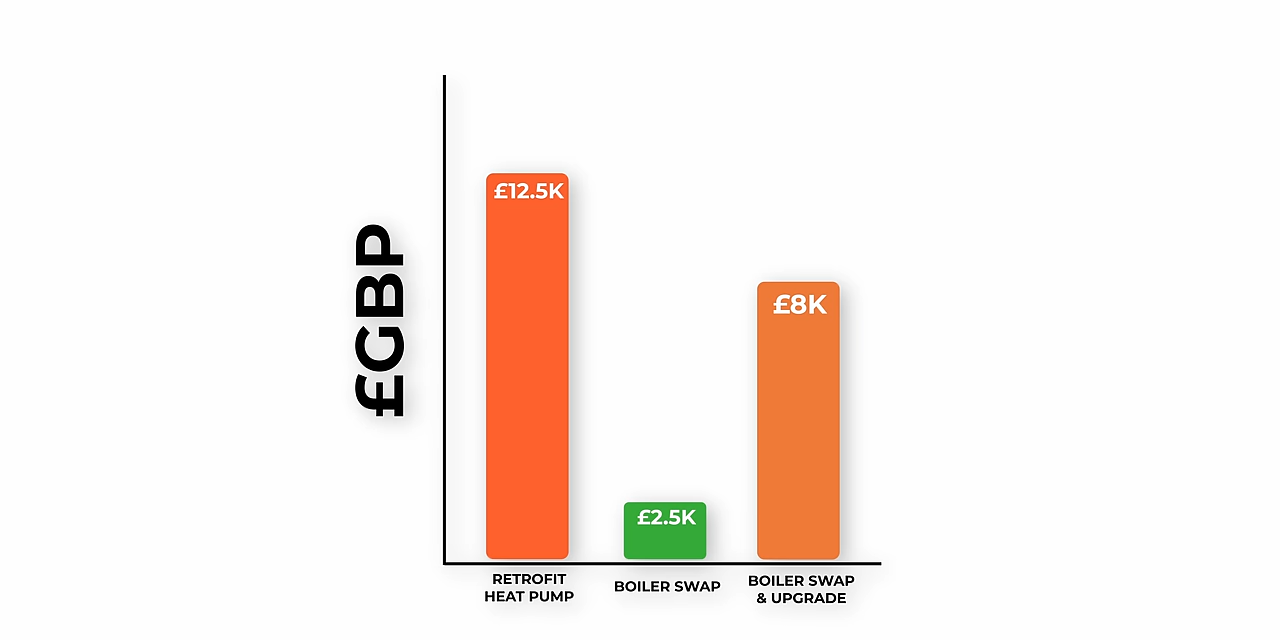 £GBP
£12.5K
£2.5K
£8K
RETROFIT
HEAT PUMP
BOILER SWAP
BOILER SWAP
& UPGRADE